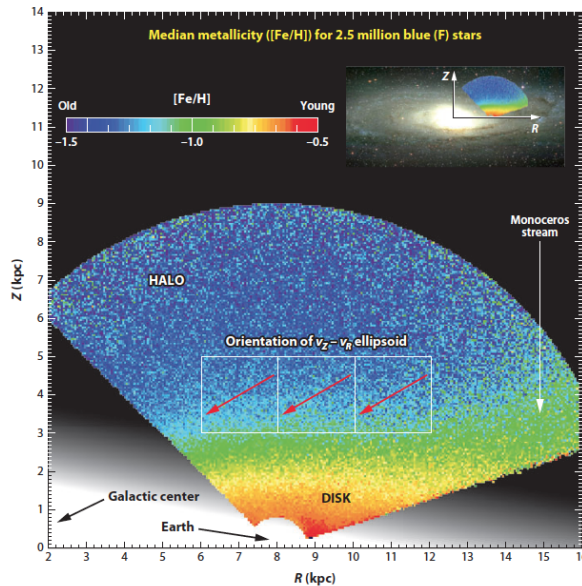 Median metallicity ([Fe/H]) for 2.5 million blue (F) stars
[Fe/H]
Old Young
–1.5 –1.0 –0.5
Z
R
Monoceros
stream
HALO
Orientation of vZ – vR ellipsoid
DISK
Galactic center
Earth
14
13
12
11
10
9
8
7
6
5
4
3
2
1
0
Z (kpc)
2 3 4 5 6 7 8 9 10 11 12 13 14 15 16
R (kpc)